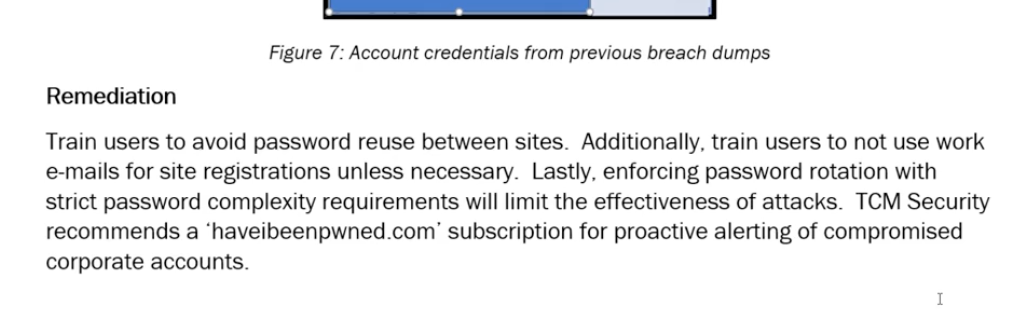 Figure 7: Account credentials from previous breach dumps
Remediation
Train users to avoid password reuse between sites.  Additionally, train users to not use work
e-mails for site registrations unless necessary.  Lastly, enforcing password rotation with
strict password complexity requirements will limit the effectiveness of attacks.  TCM Security
recommends a ‘haveibeenpwned.com’ subscription for proactive alerting of compromised
corporate accounts.